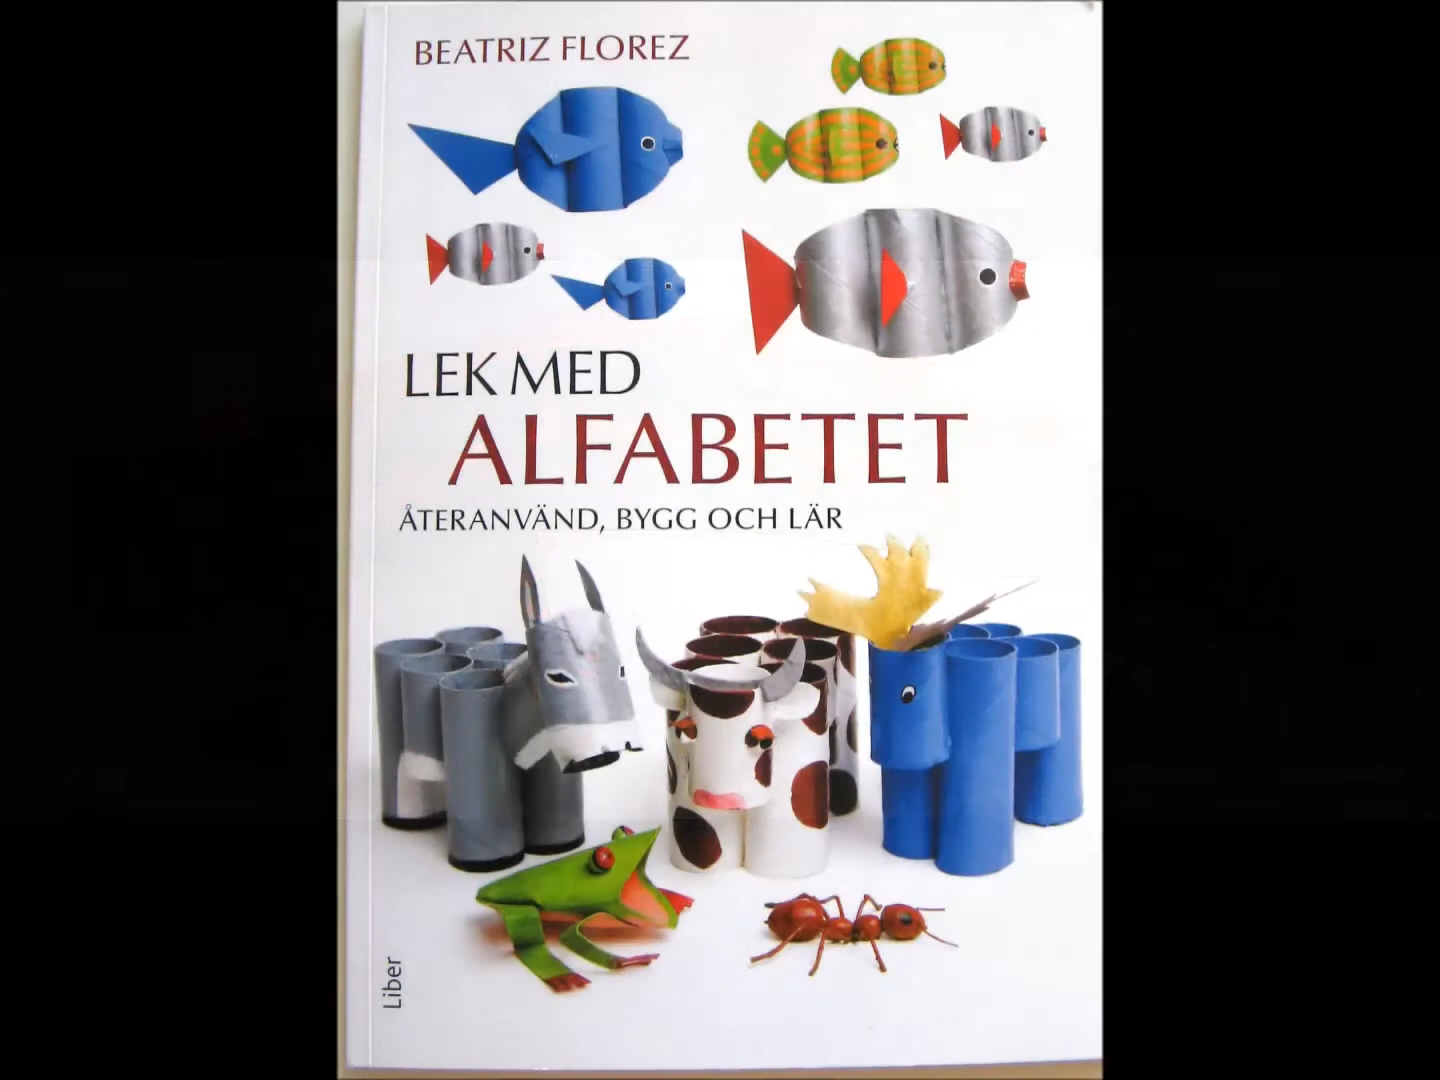 BEATRIZ FLOREZ
LEK MED
ALFABETET
ÅTERANVÄND, BYGG OCH LÄR
Liber